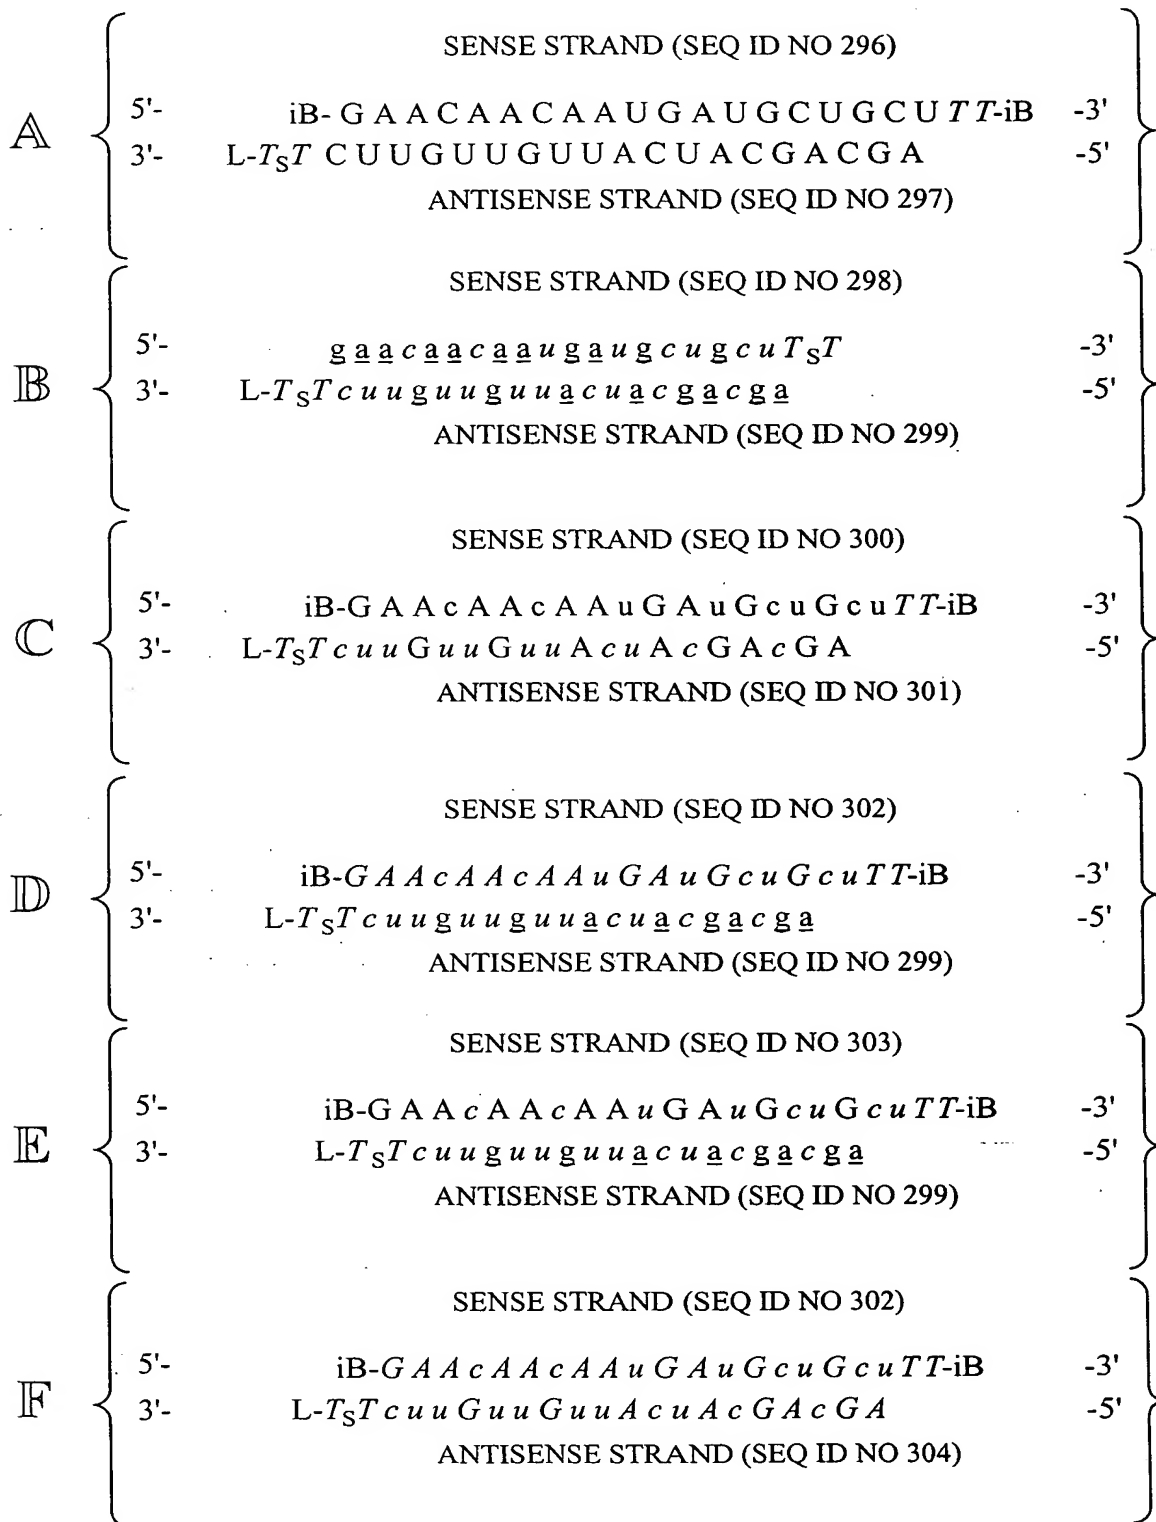 SENSE STRAND (SEQ ID NO 296)
A 5'- iB- G A A C A A C A A U G A U G C U G C U T T-iB -3'
3'- L-TST C U U G U U G U U A C U A C G A C G A -5'
ANTISENSE STRAND (SEQ ID NO 297)
SENSE STRAND (SEQ ID NO 298)
B 5'- g a a c a a c a a u g a u g c u g c u TST -3'
3'- L-TST c u u g u u g u u a c u a c g a c g a -5'
ANTISENSE STRAND (SEQ ID NO 299)
SENSE STRAND (SEQ ID NO 300)
C 5'- iB-G A A c A A c A A u G A u G c u G c u T T-iB -3'
3'- L-TST c u u G u u G u u A c u A c G A c G A -5'
ANTISENSE STRAND (SEQ ID NO 301)
SENSE STRAND (SEQ ID NO 302)
D 5'- iB-G A A c A A c A A u G A u G c u G c u T T-iB -3'
3'- L-TST c u u g u u g u u a c u a c g a c g a -5'
ANTISENSE STRAND (SEQ ID NO 299)
SENSE STRAND (SEQ ID NO 303)
E 5'- iB-G A A c A A c A A u G A u G c u G c u T T-iB -3'
3'- L-TST c u u g u u g u u a c u a c g a c g a -5'
ANTISENSE STRAND (SEQ ID NO 299)
SENSE STRAND (SEQ ID NO 302)
F 5'- iB-G A A c A A c A A u G A u G c u G c u T T-iB -3'
3'- L-TST c u u G u u G u u A c u A c G A c G A -5'
ANTISENSE STRAND (SEQ ID NO 304)